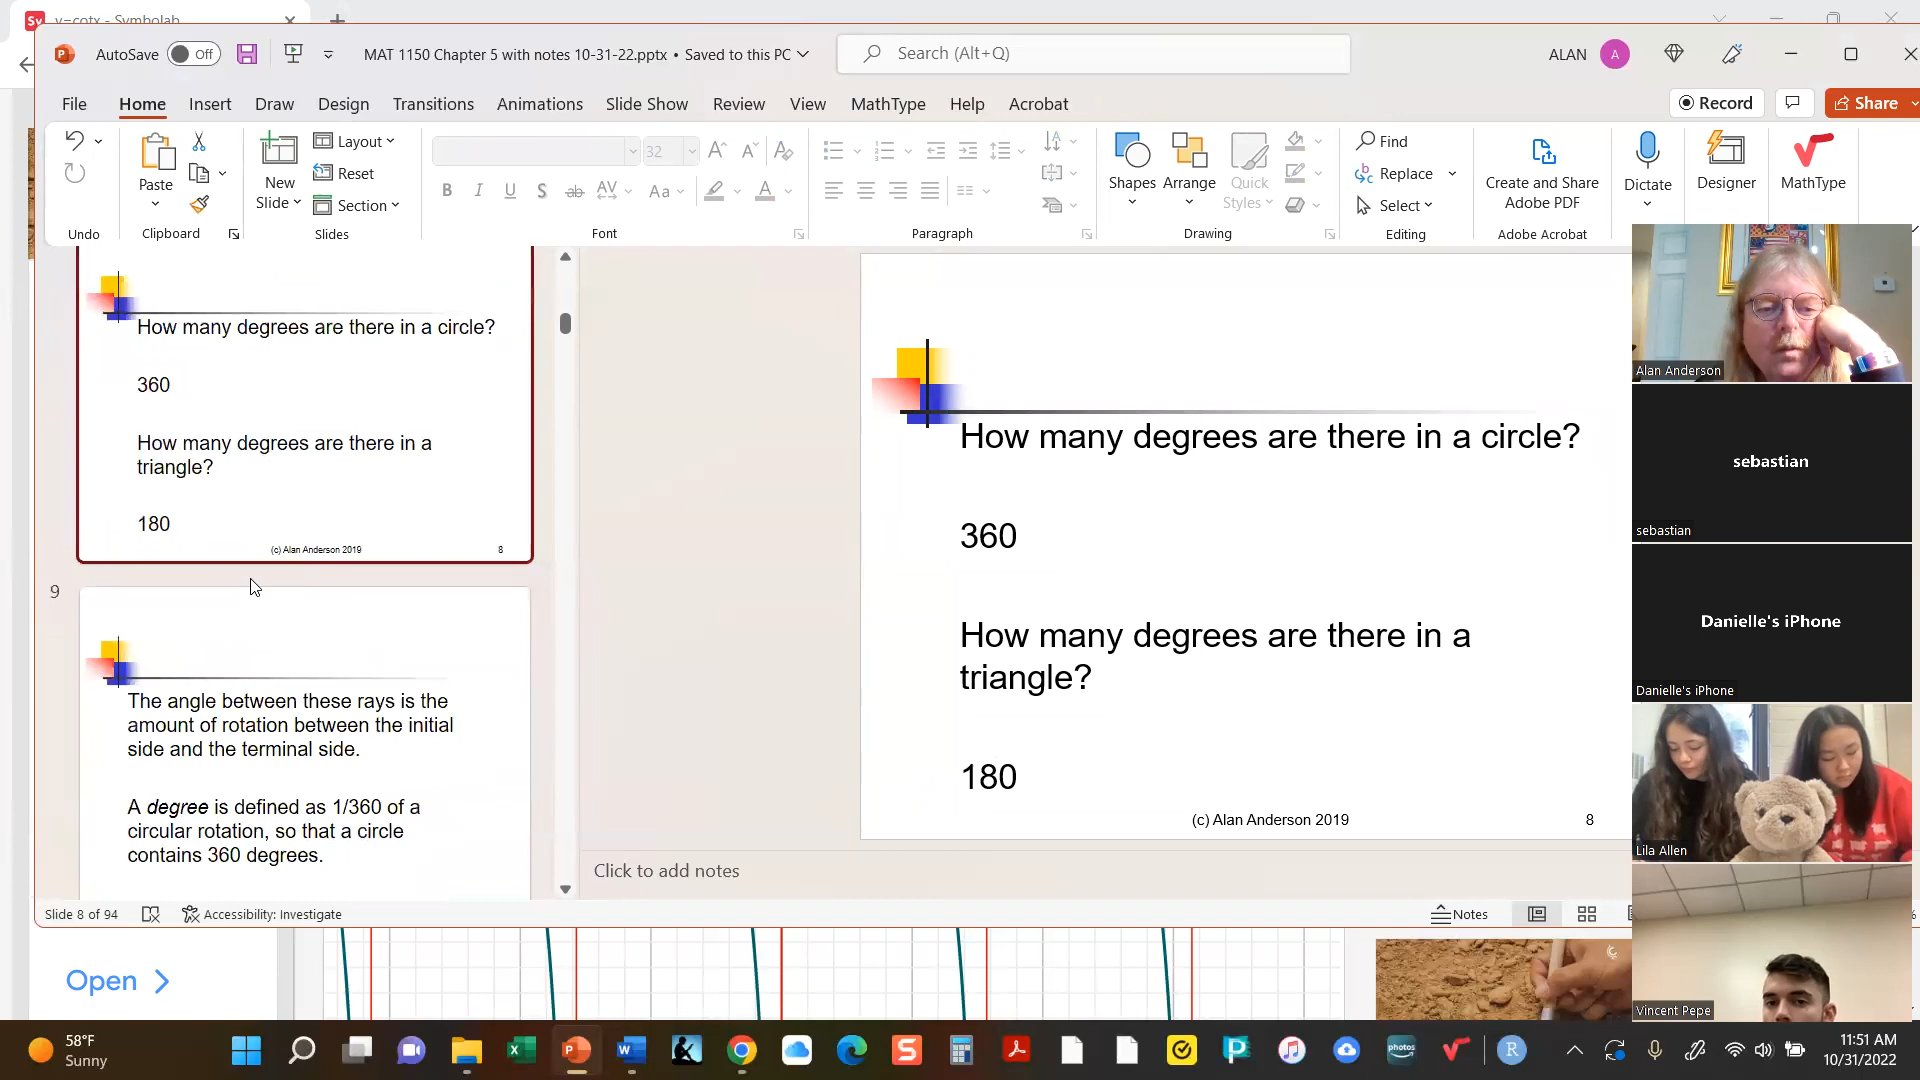 y=cotx - Symbolab
AutoSave Off MAT 1150 Chapter 5 with notes 10-31-22.pptx • Saved to this PC Search (Alt+Q) ALAN A
File Home Insert Draw Design Transitions Animations Slide Show Review View MathType Help Acrobat Record Share
Undo
Paste
Clipboard
New
Slide
Layout
Reset
Section
Slides
32
Font
Paragraph
Shapes
Arrange
Quick
Styles
Drawing
Find
Replace
Select
Editing
Create and Share
Adobe PDF
Adobe Acrobat
Dictate
Designer
MathType
How many degrees are there in a circle?
360
How many degrees are there in a
triangle?
180
(c) Alan Anderson 2019 8
9
The angle between these rays is the
amount of rotation between the initial
side and the terminal side.
A degree is defined as 1/360 of a
circular rotation, so that a circle
contains 360 degrees.
How many degrees are there in a circle?
360
How many degrees are there in a
triangle?
180
(c) Alan Anderson 2019 8
Click to add notes
Slide 8 of 94 Accessibility: Investigate Notes
Alan Anderson
sebastian
sebastian
Danielle's iPhone
Danielle's iPhone
Lila Allen
Vincent Pepe
Open
58°F
Sunny
photos
11:51 AM
10/31/2022